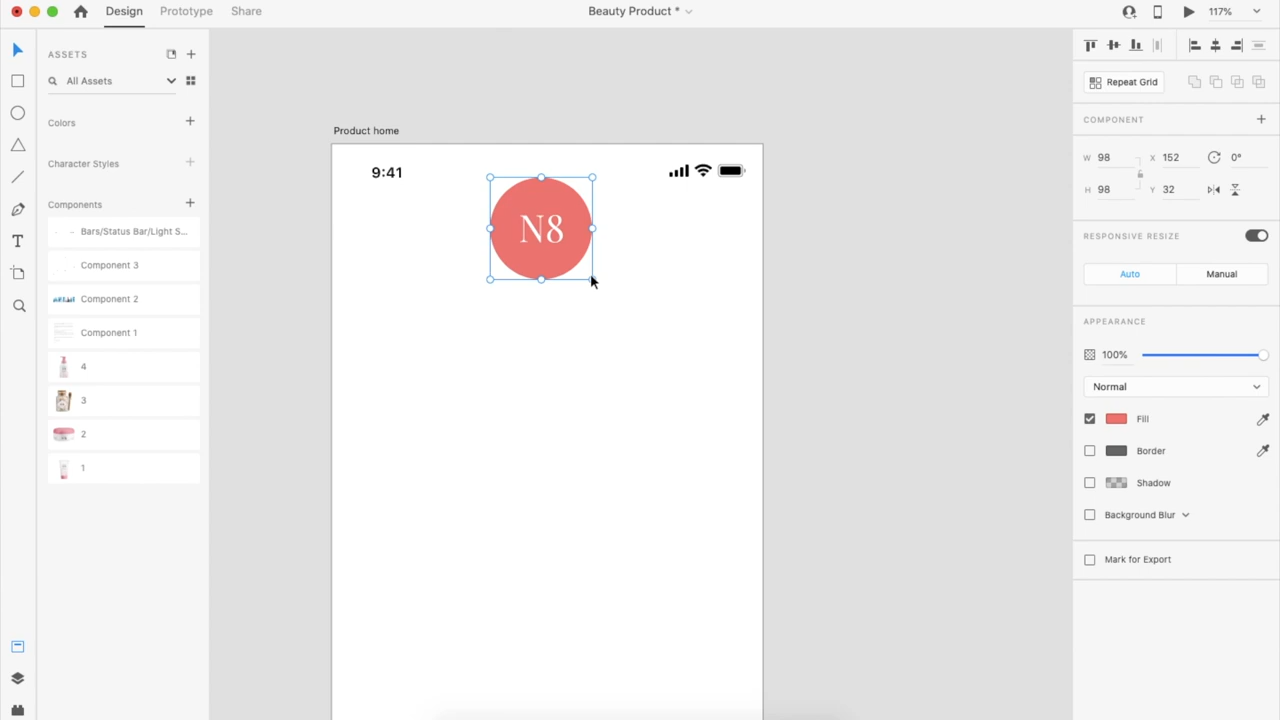 Design Prototype Share Beauty Product * 117%
ASSETS
All Assets
Colors
Character Styles
Components
Bars/Status Bar/Light S...
Component 3
Component 2
Component 1
4
3
2
1
Product home
9:41
N8
Repeat Grid
COMPONENT
W 98 X 152 0°
H 98 Y 32
RESPONSIVE RESIZE
Auto Manual
APPEARANCE
100%
Normal
Fill
Border
Shadow
Background Blur
Mark for Export